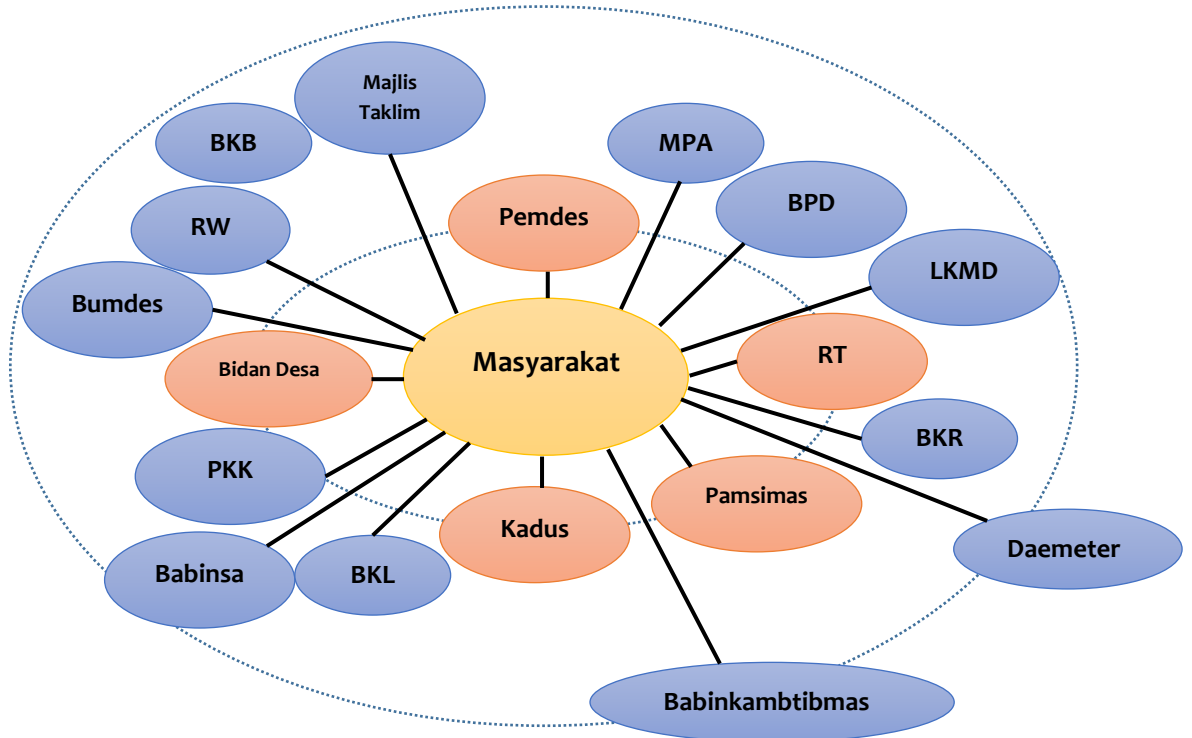 Majlis
Taklim
BKB
MPA
RW
Pemdes
BPD
Bumdes
LKMD
Bidan Desa
Masyarakat
RT
PKK
BKR
Pamsimas
Kadus
Babinsa
BKL
Daemeter
Babinkambtibmas